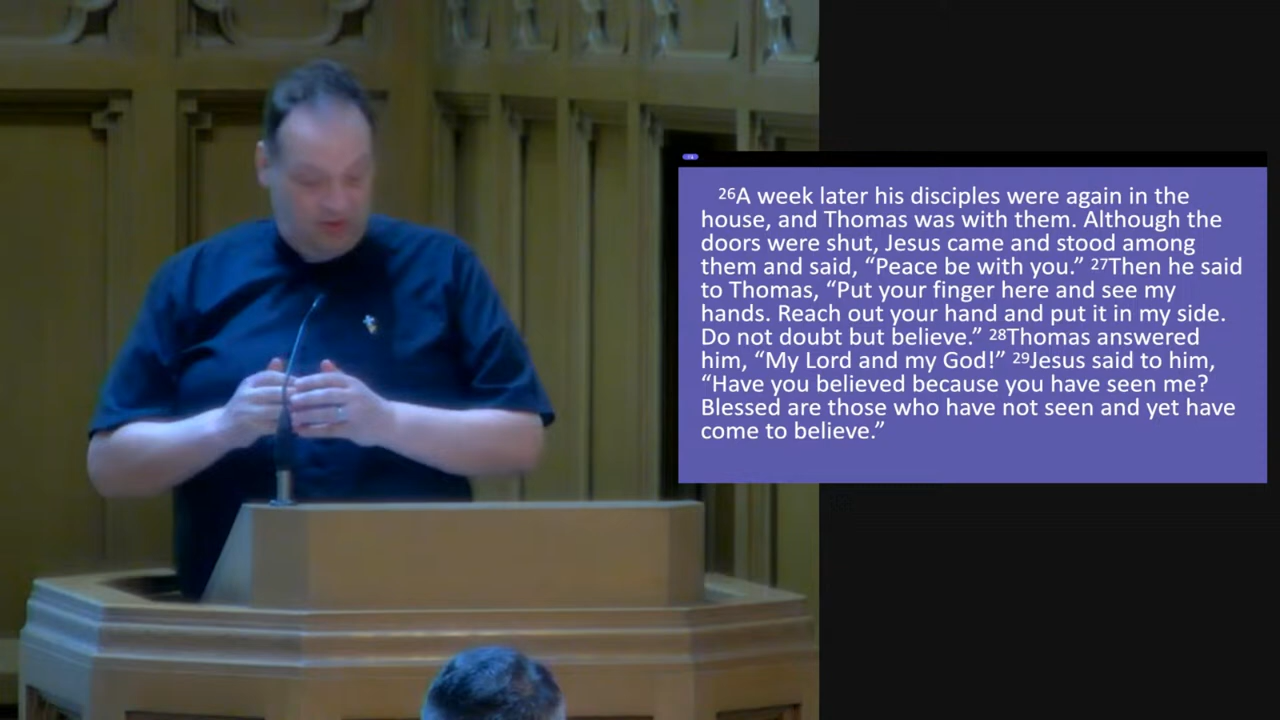 26A week later his disciples were again in the
house, and Thomas was with them. Although the
doors were shut, Jesus came and stood among
them and said, “Peace be with you.” 27Then he said
to Thomas, “Put your finger here and see my
hands. Reach out your hand and put it in my side.
Do not doubt but believe.” 28Thomas answered
him, “My Lord and my God!” 29Jesus said to him,
“Have you believed because you have seen me?
Blessed are those who have not seen and yet have
come to believe.”